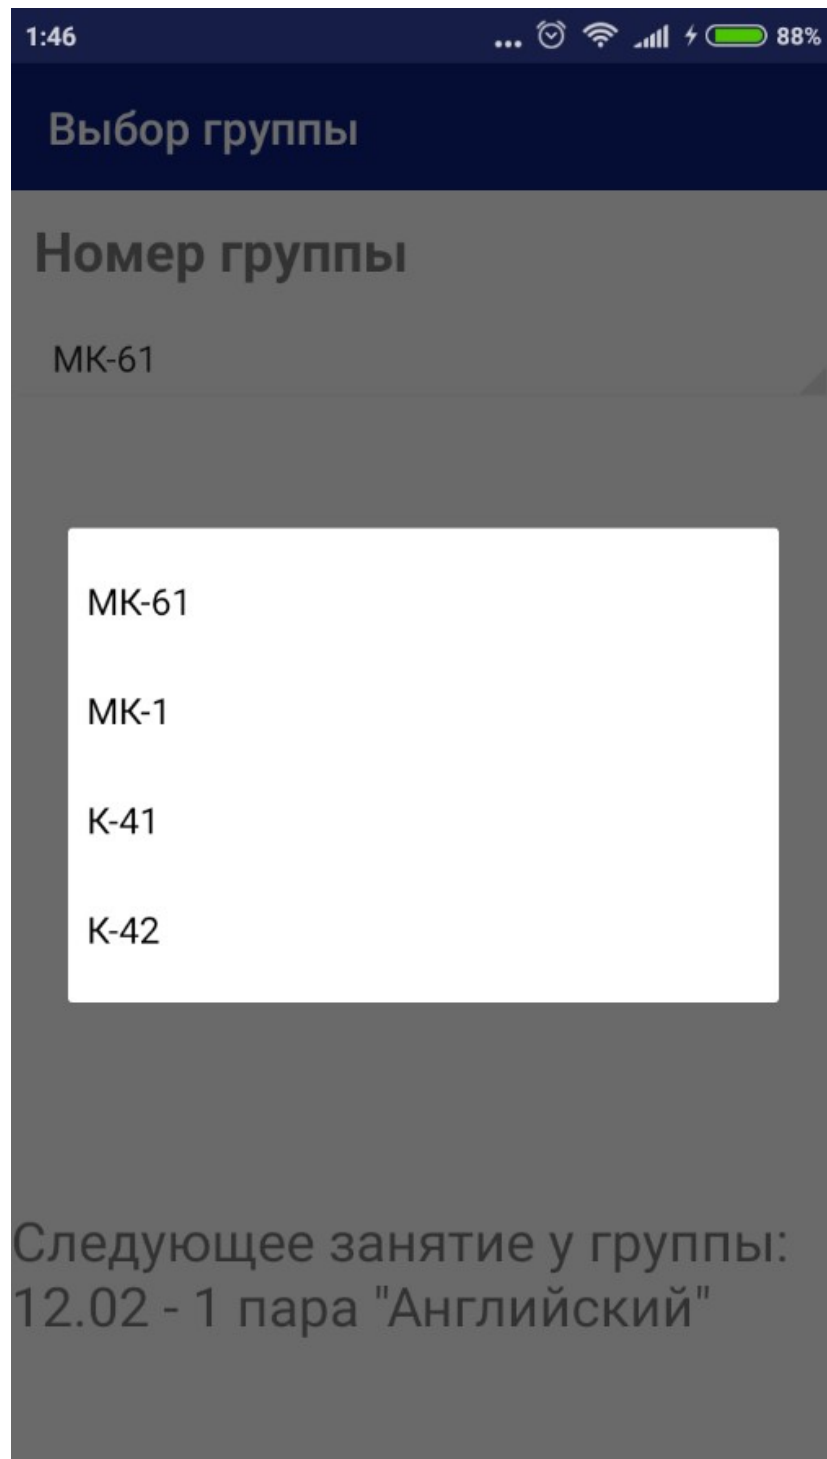 1:46 ... 88%
Выбор группы
Номер группы
МК-61
МК-61
МК-1
К-41
К-42
Следующее занятие у группы:
12.02 - 1 пара "Английский"